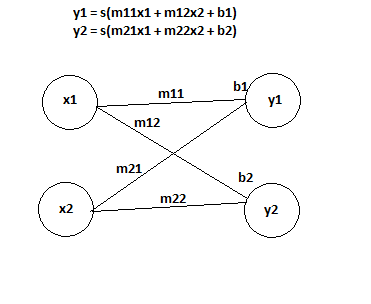 y1 = s(m11x1 + m12x2 + b1)
y2 = s(m21x1 + m22x2 + b2)
m11
b1
x1
y1
m12
m21
b2
m22
x2
y2